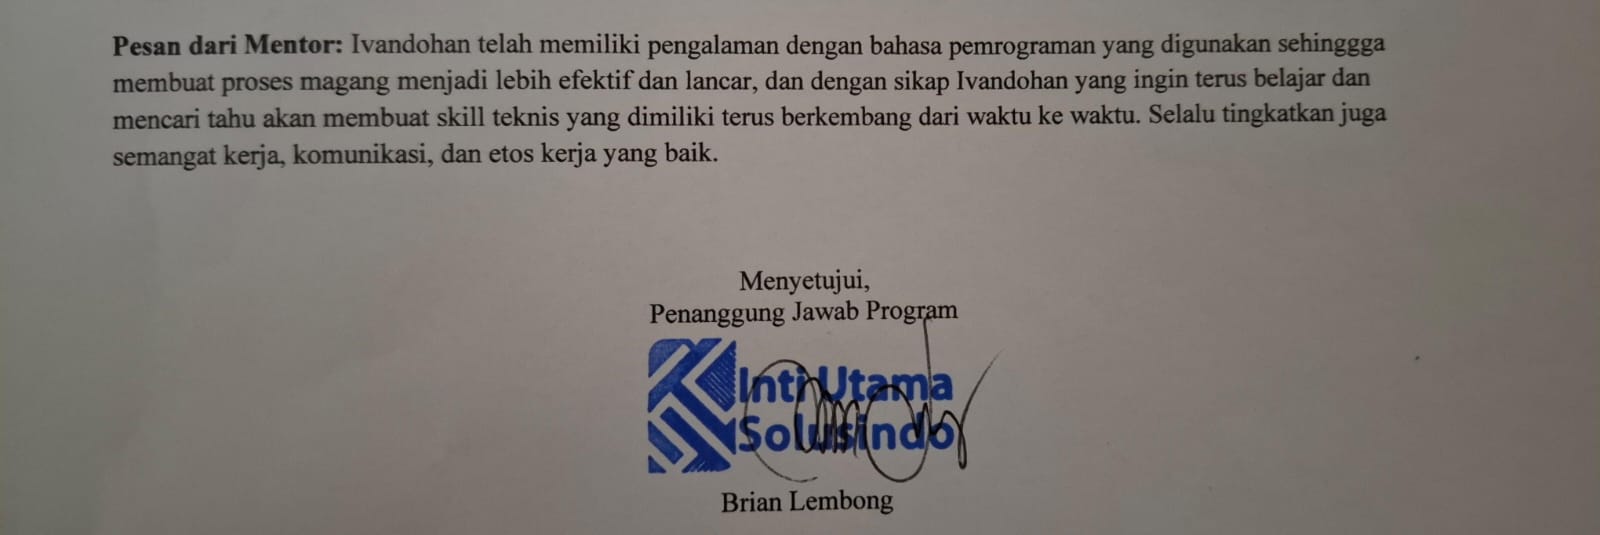 Pesan dari Mentor: Ivandohan telah memiliki pengalaman dengan bahasa pemrograman yang digunakan sehinggga
membuat proses magang menjadi lebih efektif dan lancar, dan dengan sikap Ivandohan yang ingin terus belajar dan
mencari tahu akan membuat skill teknis yang dimiliki terus berkembang dari waktu ke waktu. Selalu tingkatkan juga
semangat kerja, komunikasi, dan etos kerja yang baik.
Menyetujui,
Penanggung Jawab Program
Inti Utama
Solusindo
Brian Lembong